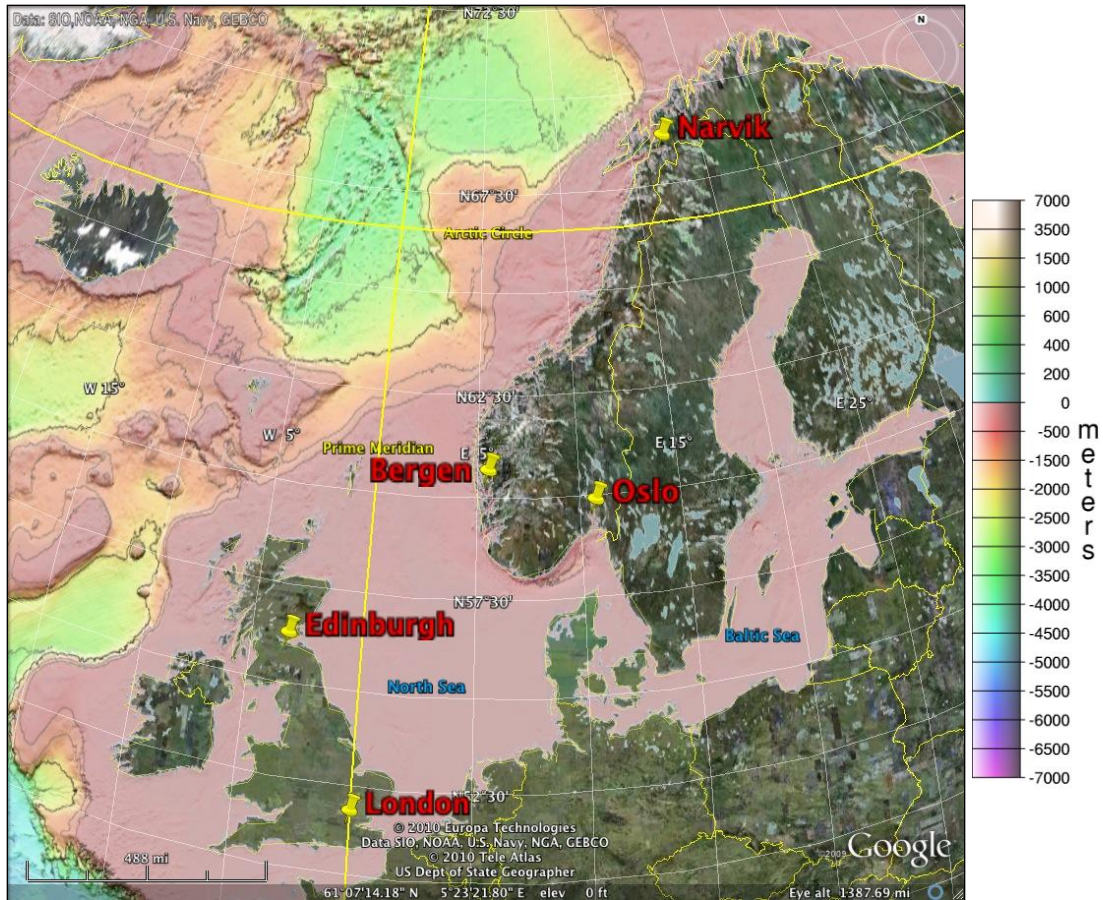 Data: SIO,NOAA, NGA, U.S. Navy, GEBCO
N72°30'
N
Narvik
N67°30'
Arctic Circle
W 15°
N62°30'
E 25°
W 5°
E 15°
Prime Meridian
E 5°
Bergen
Oslo
N57°30'
Edinburgh
Baltic Sea
North Sea
N52°30'
London
© 2010 Europa Technologies
Data SIO, NOAA, U.S. Navy, NGA, GEBCO
© 2010 Tele Atlas
US Dept of State Geographer
©2009 Google
488 mi
61°07'14.18" N 5°23'21.80" E elev 0 ft
Eye alt 1387.69 mi
7000
3500
1500
1000
600
200
0
-500
-1500
-2000
-2500
-3000
-3500
-4000
-4500
-5000
-5500
-6000
-6500
-7000
meters